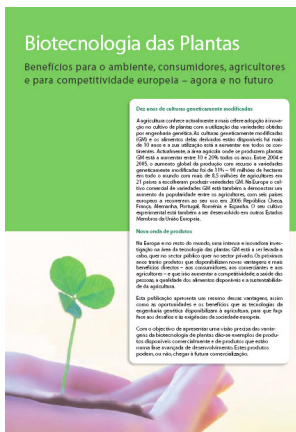 Biotecnologia das Plantas
Benefícios para o ambiente, consumidores, agricultores
e para competitividade europeia – agora e no futuro
Dez anos de culturas geneticamente modificadas
A agricultura conhece actualmente a mais célere adopção à inova-
ção no cultivo de plantas com a utilização das variedades obtidas
por engenharia genética. As culturas geneticamente modificadas
(GM) e os alimentos delas derivados estão disponíveis há mais
de 10 anos e a sua utilização está a aumentar em todos os con-
tinentes. Actualmente, a área agrícola onde se produzem plantas
GM está a aumentar entre 10 e 20% todos os anos. Entre 2004 e
2005, o aumento global da produção com recurso a variedades
geneticamente modificadas foi de 11% – 90 milhões de hectares
em todo o mundo com mais de 8,5 milhões de agricultores em
21 países a escolherem produzir variedades GM. Na Europa o culti-
vo comercial de variedades GM está também a demonstrar um
aumento da popularidade entre os agricultores, com seis países
europeus a recorrerem ao seu uso em 2006: República Checa,
França, Alemanha, Portugal, Roménia e Espanha. O seu cultivo
experimental está também a ser desenvolvido em outros Estados
Membros da União Europeia.
Nova onda de produtos
Na Europa e no resto do mundo, uma intensa e inovadora inves-
tigação na área da tecnologia das plantas GM está a ser levada a
cabo, quer no sector público quer no sector privado. Os próximos
anos trarão produtos que disponibilizam novas vantagens e mais
benefícios directos – aos consumidores, aos comerciantes e aos
agricultores – e que irão aumentar a competitividade, a saúde das
pessoas, a qualidade dos alimentos disponíveis e a sustentabilida-
de da agricultura.
Esta publicação apresenta um resumo dessas vantagens, assim
como as oportunidades e os benefícios que as tecnologias da
engenharia genética disponibilizam à agricultura, para que faça
face aos desafios e às exigências da sociedade europeia.
Com o objectivo de apresentar uma visão precisa das vanta-
gens da biotecnologia de plantas dão-se exemplos de produ-
tos disponíveis comercialmente e de produtos que estão
numa fase avançada de desenvolvimento. Estes produtos
podem, ou não, chegar à futura comercialização.